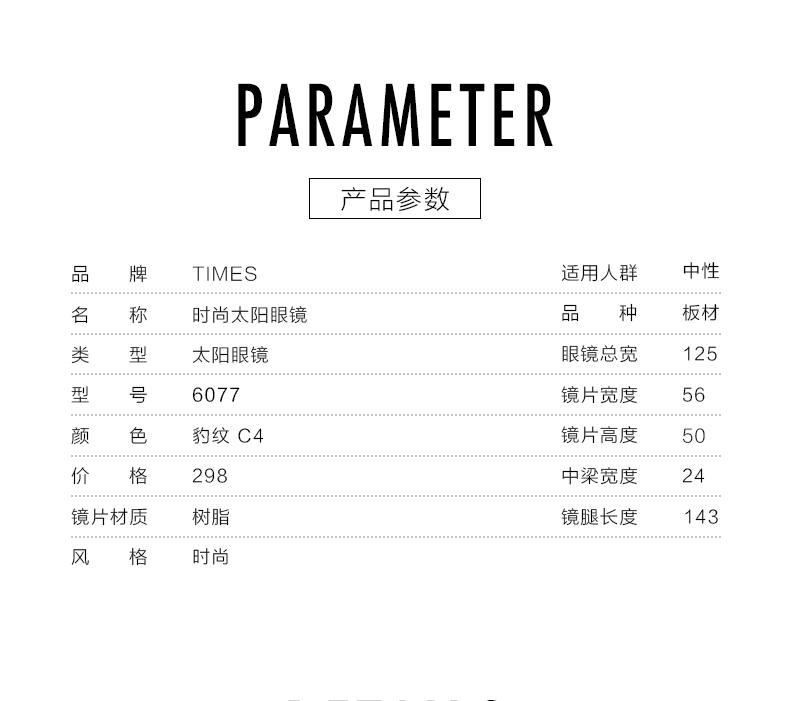 PARAMETER
产品参数
品 牌 TIMES 适用人群 中性
名 称 时尚太阳眼镜 品 种 板材
类 型 太阳眼镜 眼镜总宽 125
型 号 6077 镜片宽度 56
颜 色 豹纹 C4 镜片高度 50
价 格 298 中梁宽度 24
镜片材质 树脂 镜腿长度 143
风 格 时尚